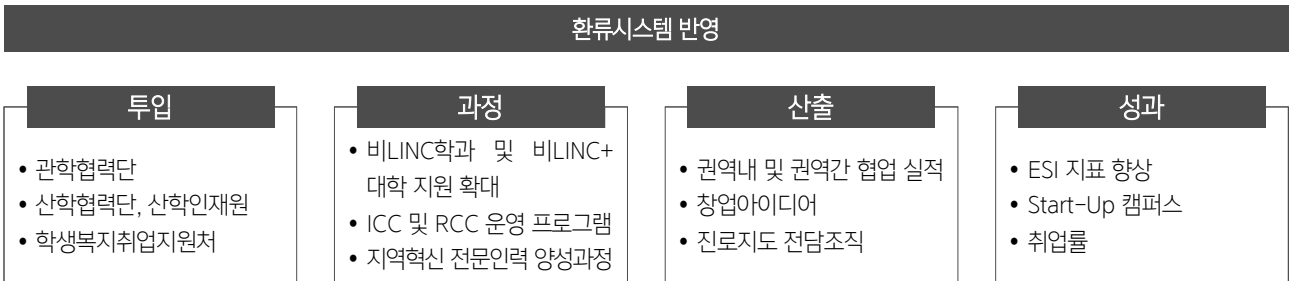 환류시스템 반영
투입
• 관학협력단
• 산학협력단, 산학인재원
• 학생복지취업지원처
과정
• 비LINC학과 및 비LINC+
대학 지원 확대
• ICC 및 RCC 운영 프로그램
• 지역혁신 전문인력 양성과정
산출
• 권역내 및 권역간 협업 실적
• 창업아이디어
• 진로지도 전담조직
성과
• ESI 지표 향상
• Start-Up 캠퍼스
• 취업률